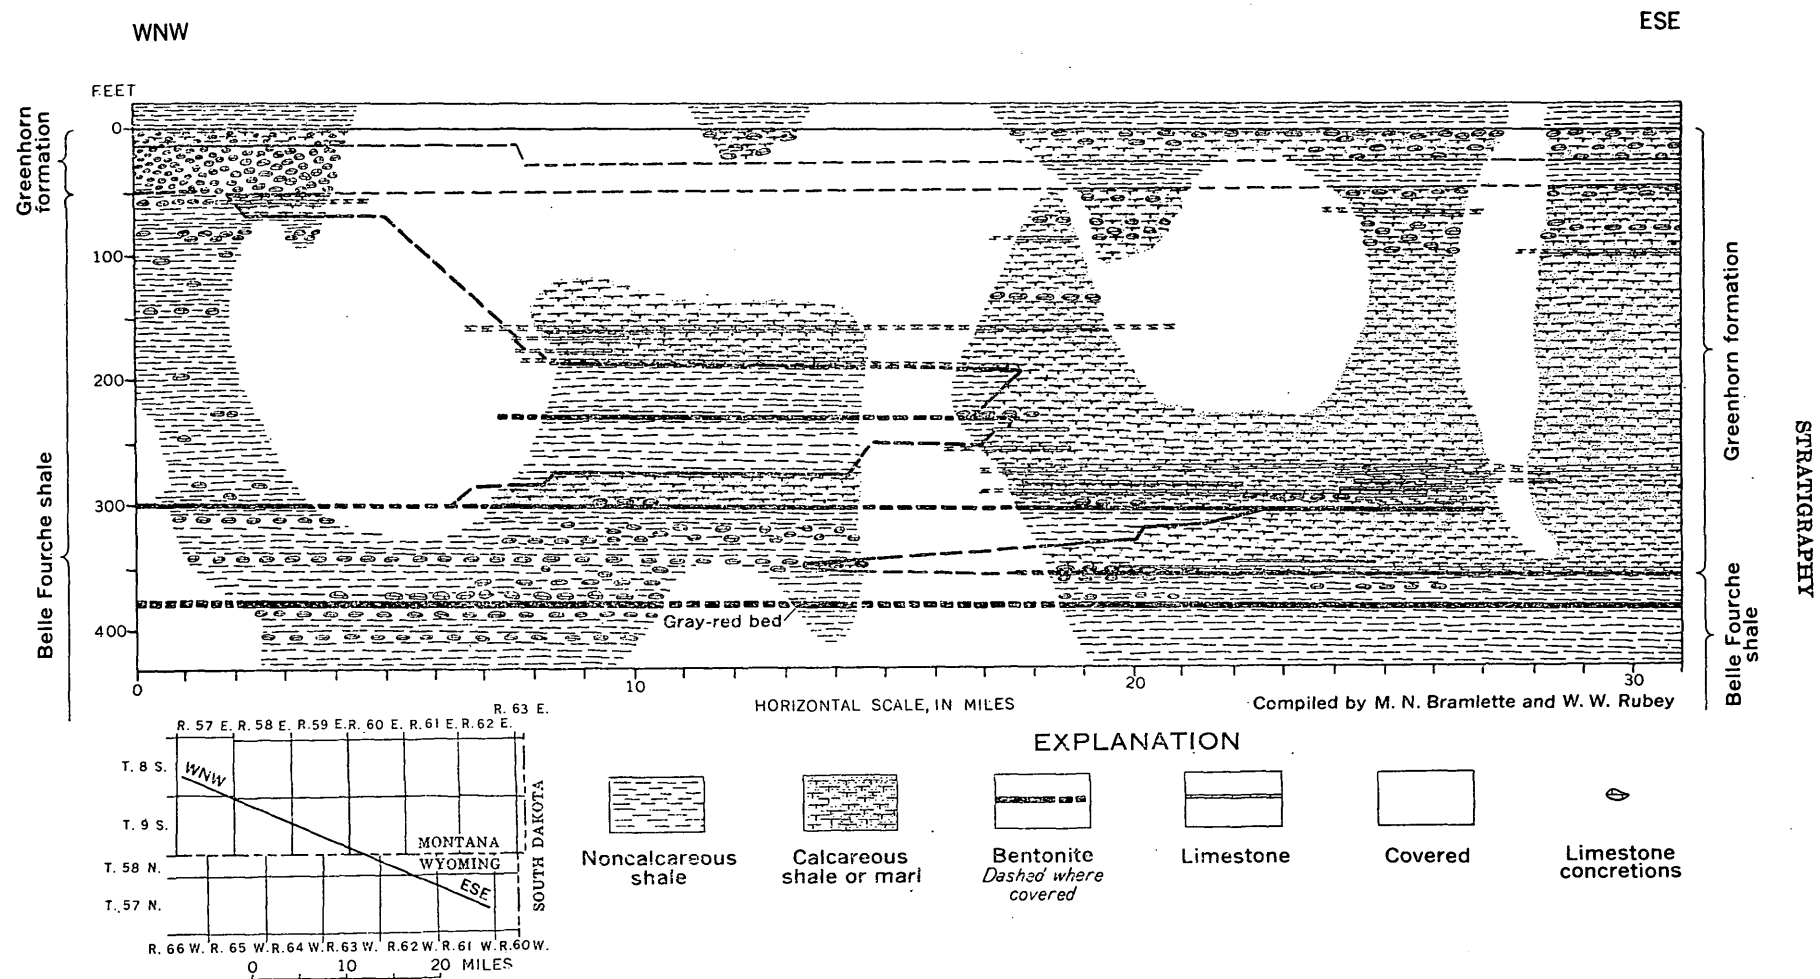 WNW
ESE
FEET
Greenhorn
formation
Belle Fourche shale
0
100
200
300
400
Gray-red bed
Greenhorn formation
Belle Fourche
shale
STRATIGRAPHY
0
10
20
30
HORIZONTAL SCALE, IN MILES
Compiled by M. N. Bramlette and W. W. Rubey
R. 63 E.
R. 57 E. R. 58 E. R. 59 E. R. 60 E. R. 61 E. R. 62 E.
T. 8 S.
WNW
T. 9 S.
MONTANA
WYOMING
T. 58 N.
ESE
T. 57 N.
SOUTH DAKOTA
R. 66 W. R. 65 W. R. 64 W. R. 63 W. R. 62 W. R. 61 W. R. 60 W.
0 10 20 MILES
EXPLANATION
Noncalcareous
shale
Calcareous
shale or marl
Bentonite
Dashed where
covered
Limestone
Covered
Limestone
concretions